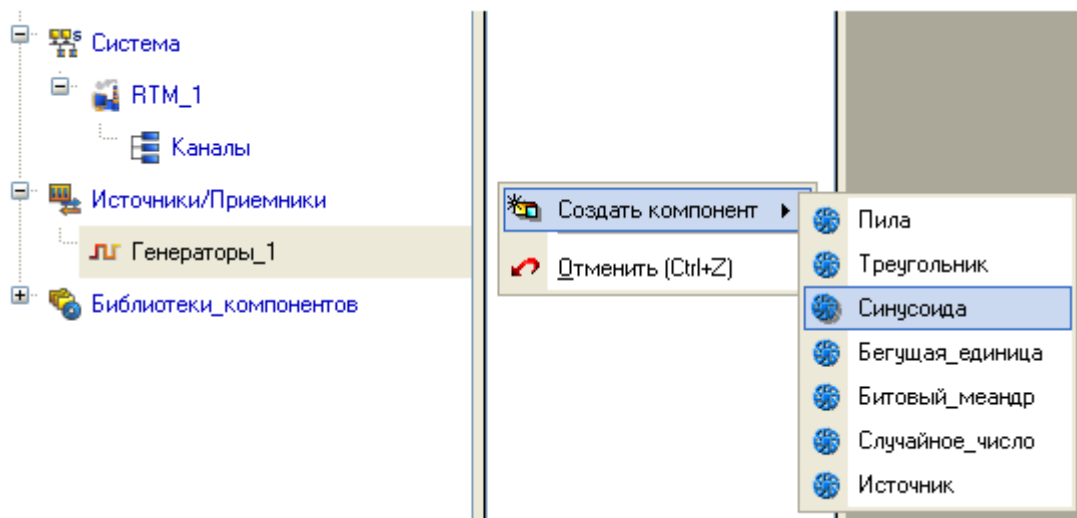 Система
RTM_1
Каналы
Источники/Приемники
Генераторы_1
Библиотеки_компонентов
Создать компонент
Отменить (Ctrl+Z)
Пила
Треугольник
Синусоида
Бегущая_единица
Битовый_меандр
Случайное_число
Источник